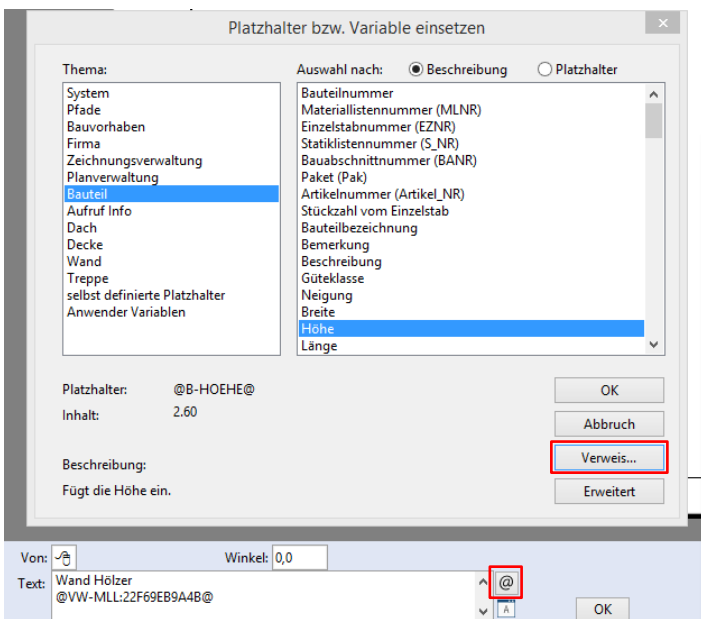 Platzhalter bzw. Variable einsetzen
Thema:
Auswahl nach: Beschreibung Platzhalter
System
Pfade
Bauvorhaben
Firma
Zeichnungsverwaltung
Planverwaltung
Bauteil
Aufruf Info
Dach
Decke
Wand
Treppe
selbst definierte Platzhalter
Anwender Variablen
Bauteilnummer
Materiallistennummer (MLNR)
Einzelstabnummer (EZNR)
Statiklistennummer (S_NR)
Bauabschnittnummer (BANR)
Paket (Pak)
Artikelnummer (Artikel_NR)
Stückzahl vom Einzelstab
Bauteilbezeichnung
Bemerkung
Beschreibung
Güteklasse
Neigung
Breite
Höhe
Länge
Platzhalter: @B-HOEHE@
Inhalt: 2.60
Beschreibung:
Fügt die Höhe ein.
OK
Abbruch
Verweis...
Erweitert
Von: Winkel: 0,0
Text: Wand Hölzer
@VW-MLL:22F69EB9A4B@
@
A
OK